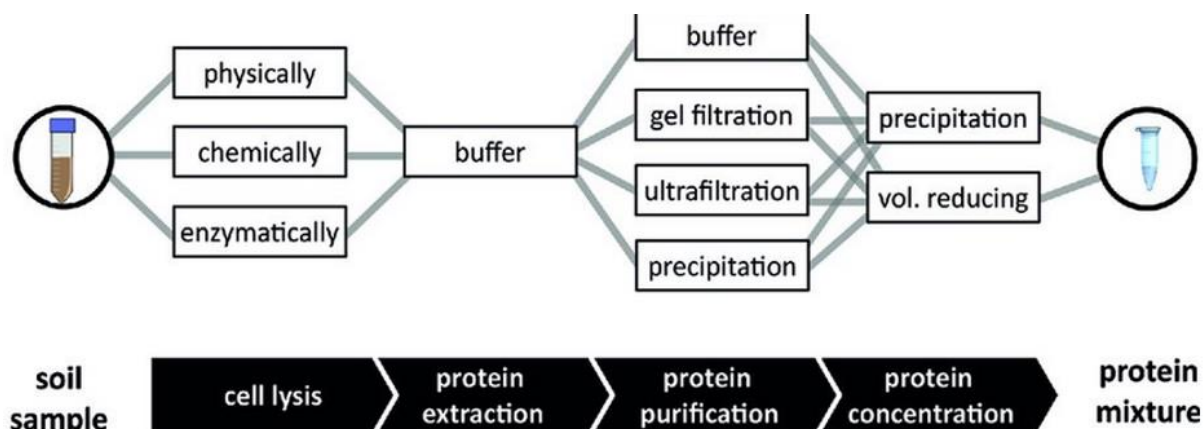 physically
chemically
enzymatically
buffer
buffer
gel filtration
ultrafiltration
precipitation
precipitation
vol. reducing
soil
sample
cell lysis
protein
extraction
protein
purification
protein
concentration
protein
mixture